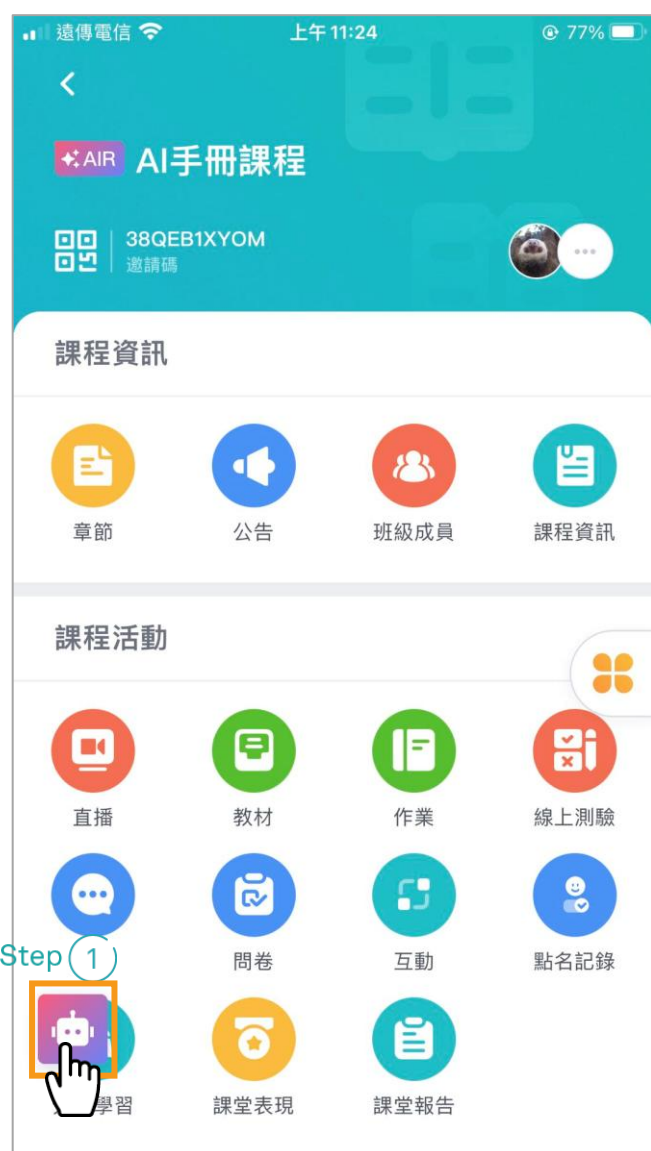 遠傳電信 上午11:24 77%
AIR AI手冊課程
38QEB1XYOM
邀請碼
課程資訊
章節 公告 班級成員 課程資訊
課程活動
直播 教材 作業 線上測驗
Step 1 問卷 互動 點名記錄
學習 課堂表現 課堂報告